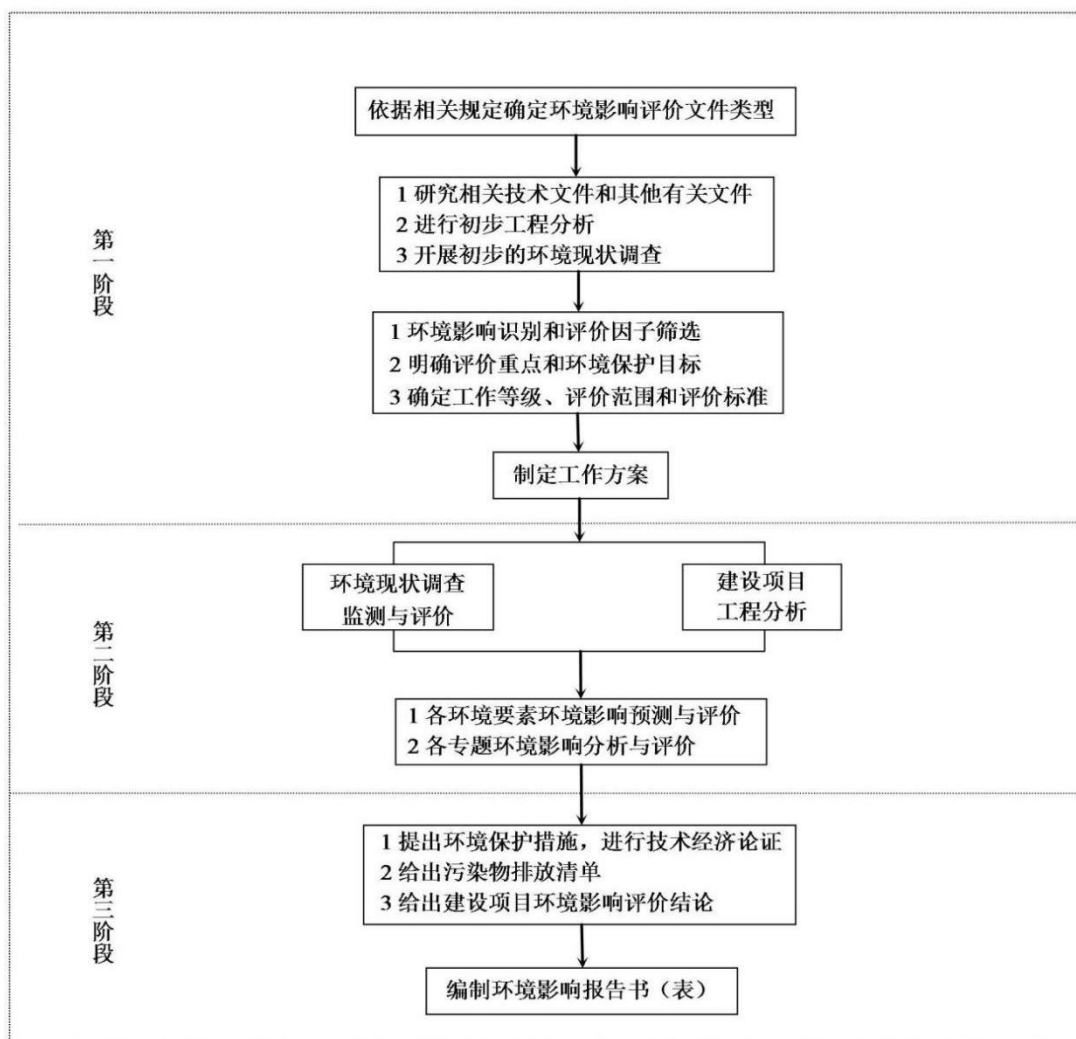 依据相关规定确定环境影响评价文件类型
1 研究相关技术文件和其他有关文件
2 进行初步工程分析
3 开展初步的环境现状调查
第一阶段
1 环境影响识别和评价因子筛选
2 明确评价重点和环境保护目标
3 确定工作等级、评价范围和评价标准
制定工作方案
第二阶段
环境现状调查
监测与评价
建设项目
工程分析
1 各环境要素环境影响预测与评价
2 各专题环境影响分析与评价
第三阶段
1 提出环境保护措施，进行技术经济论证
2 给出污染物排放清单
3 给出建设项目环境影响评价结论
编制环境影响报告书（表）